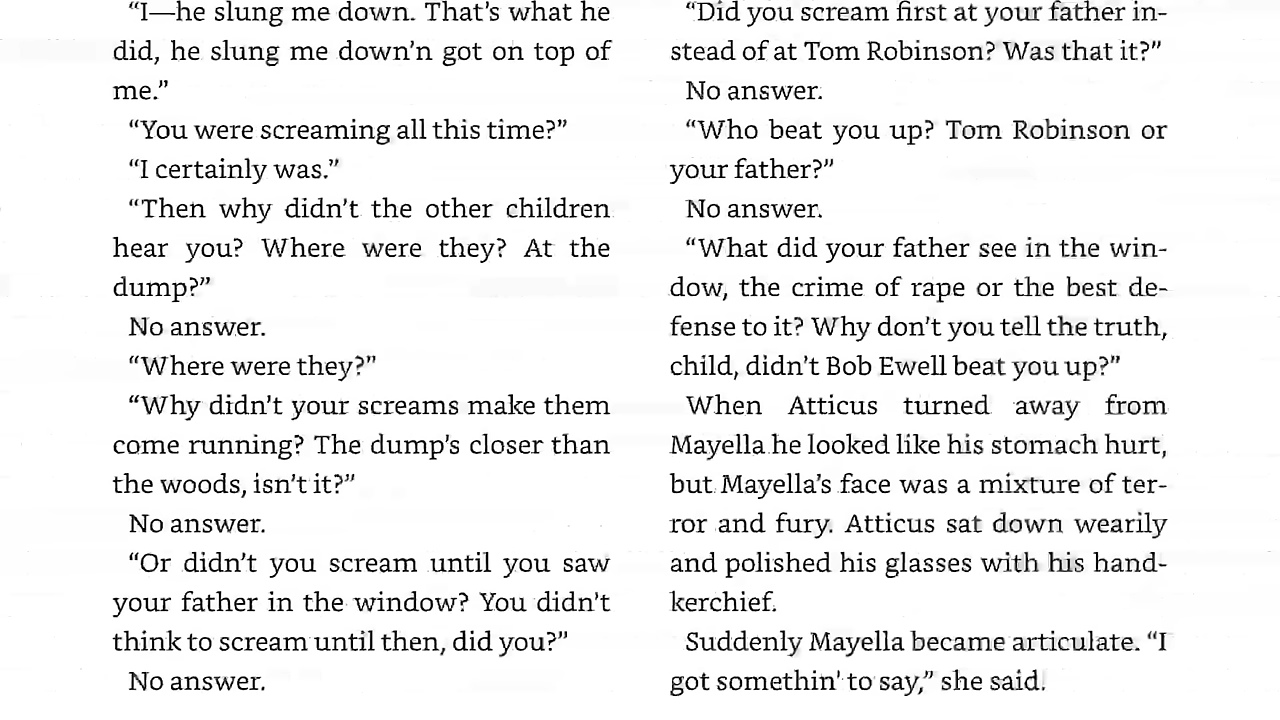 “I—he slung me down. That’s what he
did, he slung me down’n got on top of
me.”
“You were screaming all this time?”
“I certainly was.”
“Then why didn’t the other children
hear you? Where were they? At the
dump?”
No answer.
“Where were they?”
“Why didn’t your screams make them
come running? The dump’s closer than
the woods, isn’t it?”
No answer.
“Or didn’t you scream until you saw
your father in the window? You didn’t
think to scream until then, did you?”
No answer.
“Did you scream first at your father in-
stead of at Tom Robinson? Was that it?”
No answer.
“Who beat you up? Tom Robinson or
your father?”
No answer.
“What did your father see in the win-
dow, the crime of rape or the best de-
fense to it? Why don’t you tell the truth,
child, didn’t Bob Ewell beat you up?”
When Atticus turned away from
Mayella he looked like his stomach hurt,
but Mayella’s face was a mixture of ter-
ror and fury. Atticus sat down wearily
and polished his glasses with his hand-
kerchief.
Suddenly Mayella became articulate. “I
got somethin’ to say,” she said.